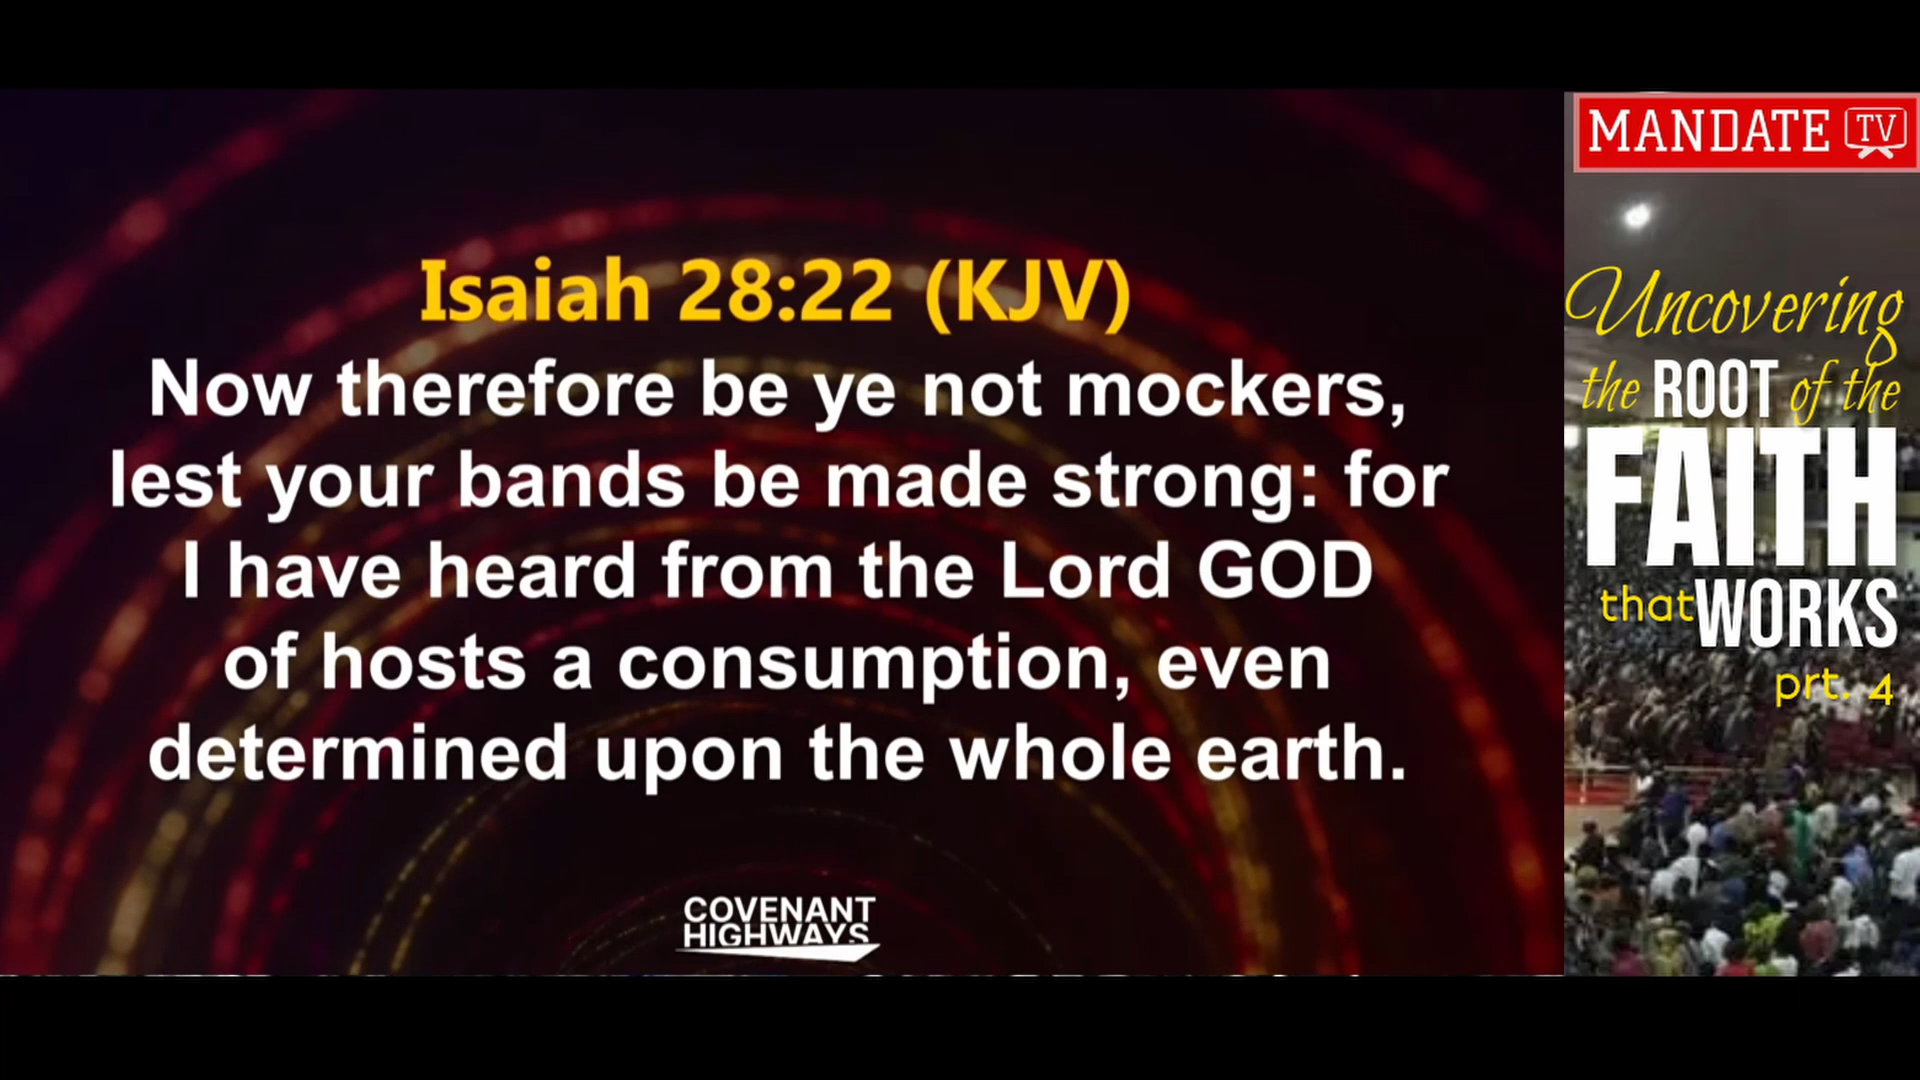 Isaiah 28:22 (KJV)
Now therefore be ye not mockers,
lest your bands be made strong: for
I have heard from the Lord GOD
of hosts a consumption, even
determined upon the whole earth.
COVENANT
HIGHWAYS
MANDATE TV
Uncovering
the ROOT of the
FAITH
that WORKS
prt. 4